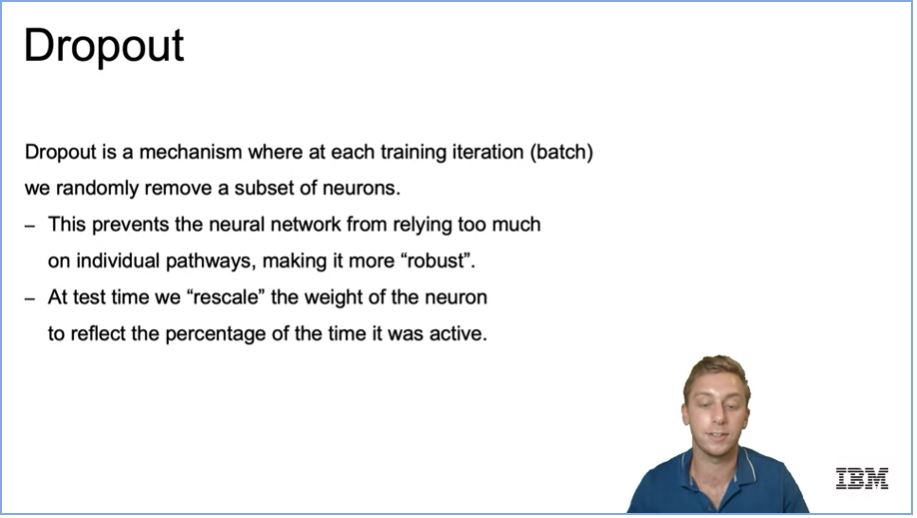 Dropout
Dropout is a mechanism where at each training iteration (batch)
we randomly remove a subset of neurons.
– This prevents the neural network from relying too much
on individual pathways, making it more “robust”.
– At test time we “rescale” the weight of the neuron
to reflect the percentage of the time it was active.
IBM